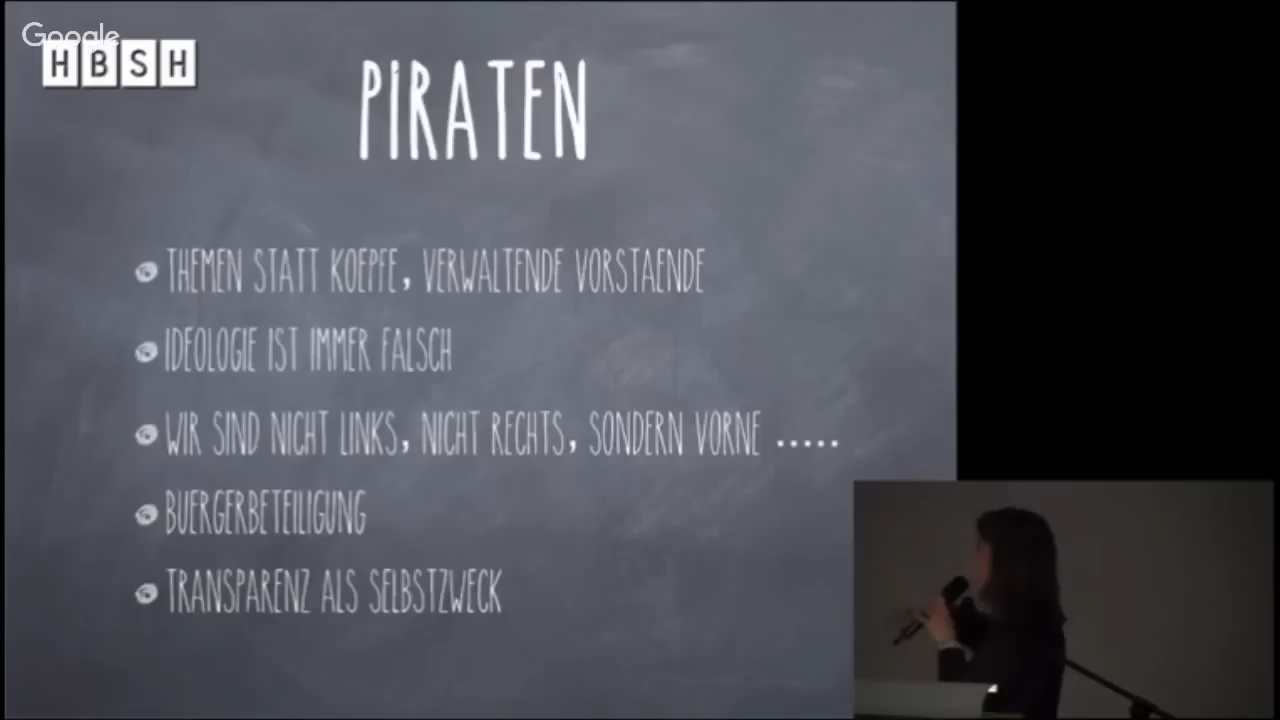 Google
HBSH
PIRATEN
THEMEN STATT KOEPFE, VERWALTENDE VORSTAENDE
IDEOLOGIE IST IMMER FALSCH
WIR SIND NICHT LINKS, NICHT RECHTS, SONDERN VORNE .....
BUERGERBETEILIGUNG
TRANSPARENZ ALS SELBSTZWECK